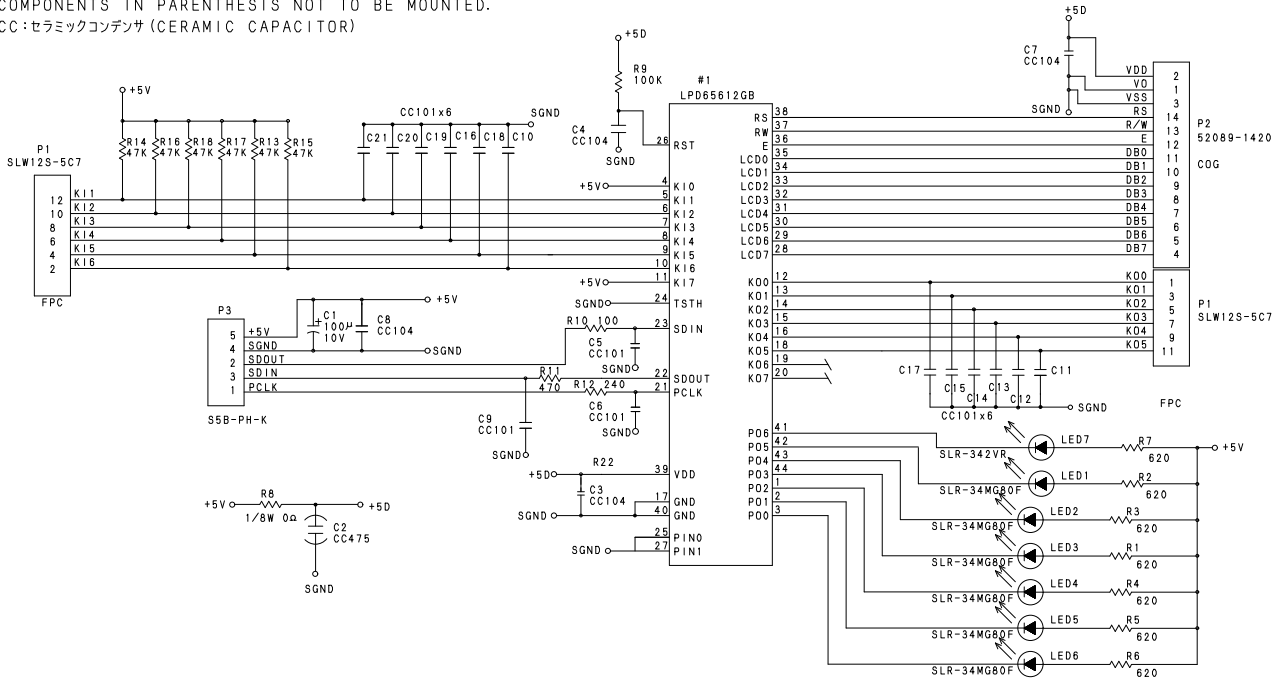 COMPONENTS IN PARENTHESIS NOT TO BE MOUNTED.
CC:セラミックコンデンサ (CERAMIC CAPACITOR)
+5V
R14 47K
R16 47K
R18 47K
R17 47K
R13 47K
R15 47K
CC101x6
SGND
C21
C20
C19
C16
C18
C10
P1
SLW12S-5C7
12 KI1
10 KI2
8 KI3
6 KI4
4 KI5
2 KI6
FPC
+5D
R9
100K
C4
CC104
SGND
#1
LPD65612GB
26 RST
+5V 4 KI0
5 KI1
6 KI2
7 KI3
8 KI4
9 KI5
10 KI6
+5V 11 KI7
SGND 24 TSTH
23 SDIN
22 SDOUT
21 PCLK
39 VDD
17 GND
40 GND
25 PIN0
27 PIN1
RS 38
RW 37
E 36
LCD0 35
LCD1 34
LCD2 33
LCD3 32
LCD4 31
LCD5 30
LCD6 29
LCD7 28
KO0 12
KO1 13
KO2 14
KO3 15
KO4 16
KO5 18
KO6 19
KO7 20
PO6 41
PO5 42
PO4 43
PO3 44
PO2 1
PO1 2
PO0 3
+5D
C7
CC104
SGND
VDD 2
VO 1
VSS 3
RS 14
R/W 13
E 12
DB0 11
DB1 10
DB2 9
DB3 8
DB4 7
DB5 6
DB6 5
DB7 4
P2
52089-1420
COG
KO0 1
KO1 3
KO2 5
KO3 7
KO4 9
KO5 11
P1
SLW12S-5C7
FPC
C17
C15
C14
C13
C12
C11
CC101x6
SGND
P3
5 +5V
4 SGND
2 SDOUT
3 SDIN
1 PCLK
S5B-PH-K
+5V
+
C1
100μ
10V
C8
CC104
SGND
R10 100
C5
CC101
SGND
R11
470
R12 240
C6
CC101
SGND
C9
CC101
SGND
+5D
R22
C3
CC104
SGND
SGND
+5V
R8
1/8W 0Ω
+5D
C2
CC475
SGND
SLR-342VR LED7 R7 620
+5V
SLR-34MG80F LED1 R2 620
SLR-34MG80F LED2 R3 620
SLR-34MG80F LED3 R1 620
SLR-34MG80F LED4 R4 620
SLR-34MG80F LED5 R5 620
SLR-34MG80F LED6 R6 620